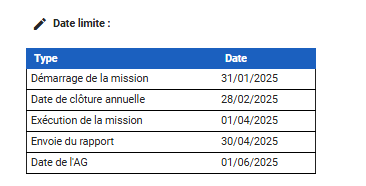 Date limite :
Type Date
Démarrage de la mission 31/01/2025
Date de clôture annuelle 28/02/2025
Exécution de la mission 01/04/2025
Envoie du rapport 30/04/2025
Date de l'AG 01/06/2025